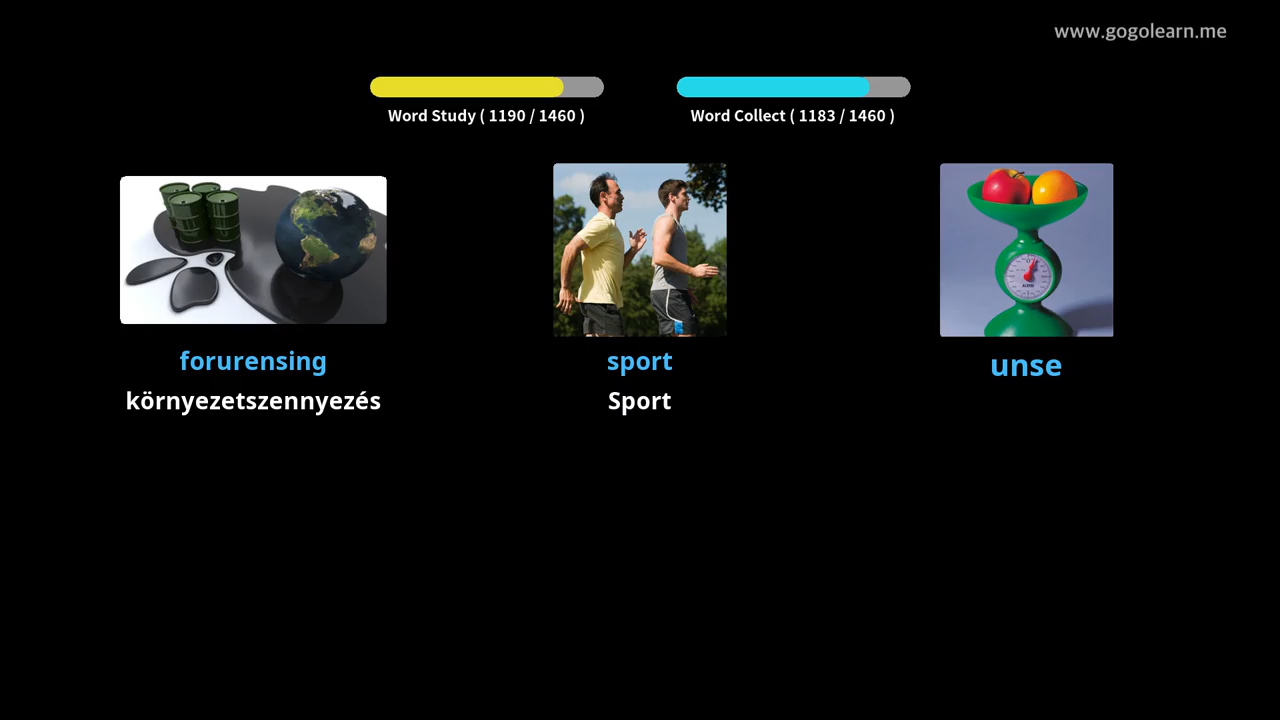 www.gogolearn.me
Word Study ( 1190 / 1460 )
Word Collect ( 1183 / 1460 )
forurensing
környezetszennyezés
sport
Sport
unse